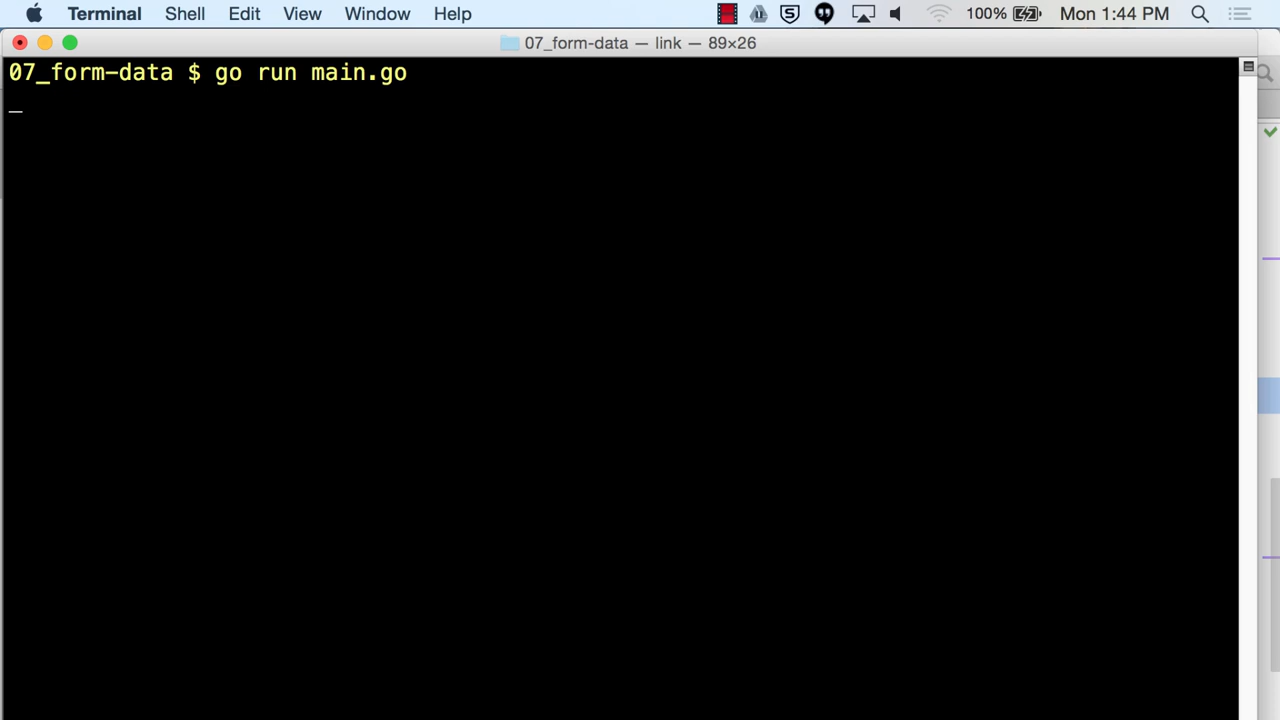 Terminal Shell Edit View Window Help 100% Mon 1:44 PM
07_form-data — link — 89×26
07_form-data $ go run main.go